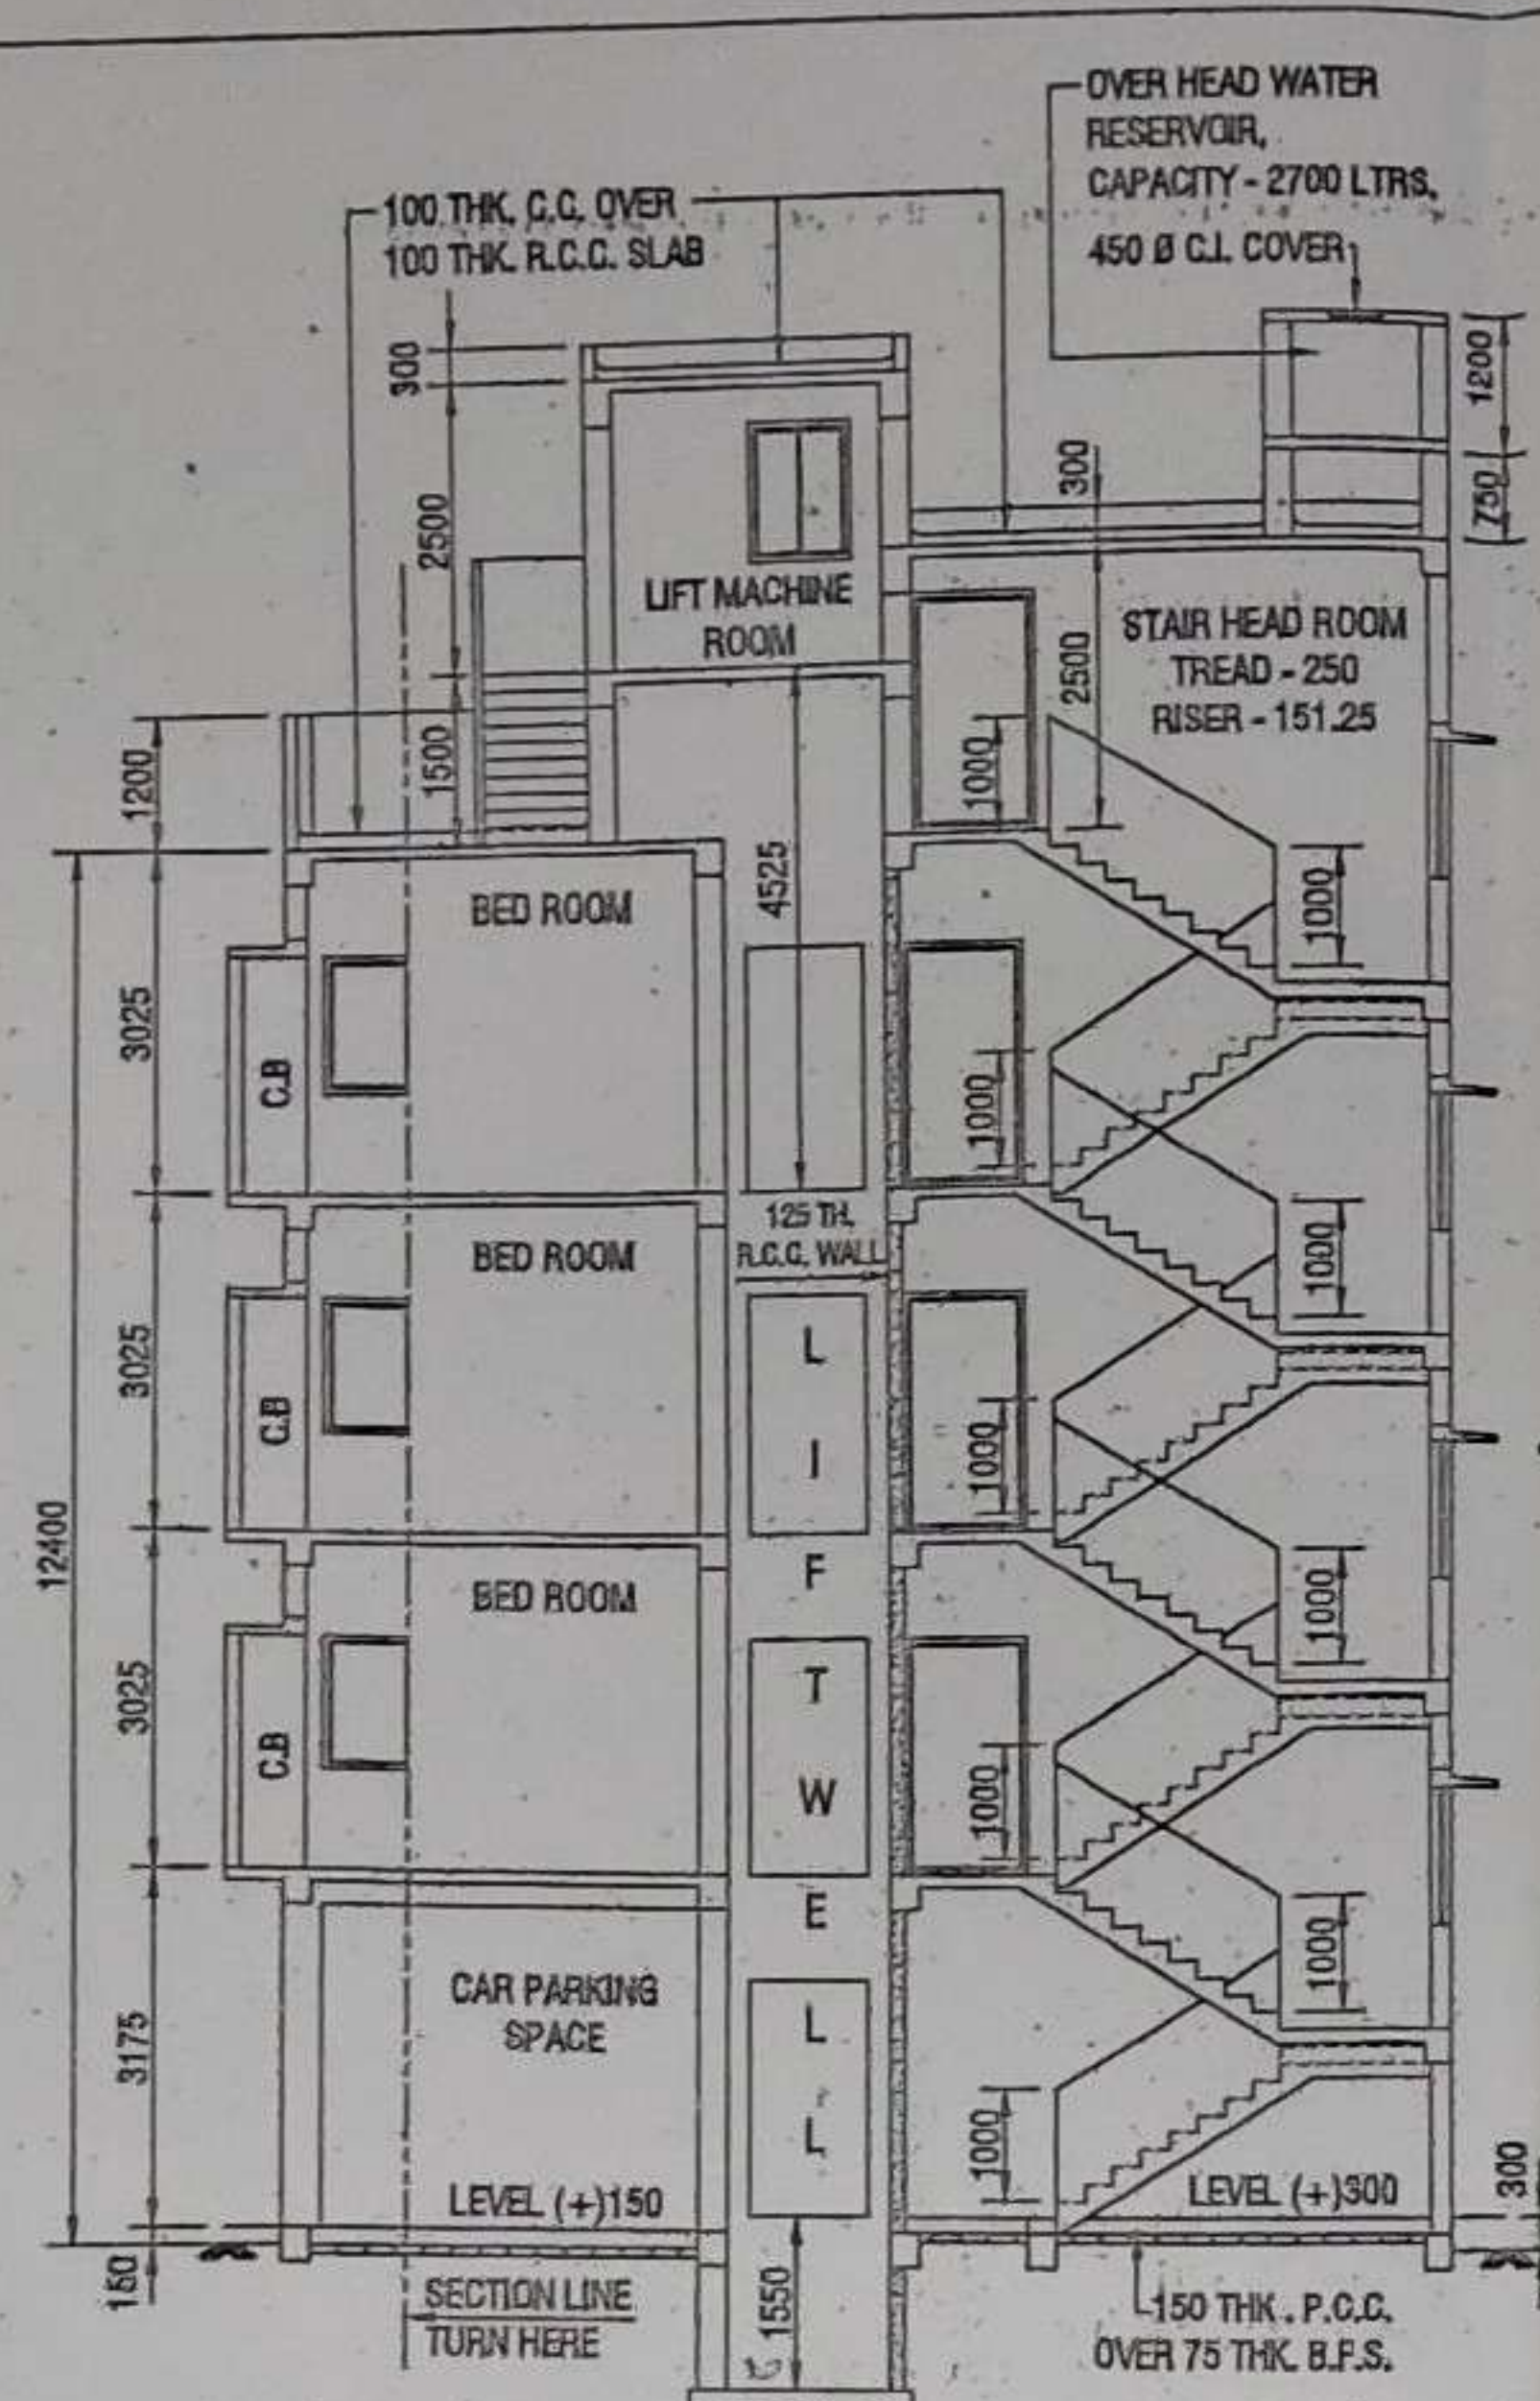 OVER HEAD WATER
RESERVOIR,
CAPACITY - 2700 LTRS.
450 Ø C.I. COVER
100 THK. C.C. OVER
100 THK. R.C.C. SLAB
300
1200
750
300
2500
LIFT MACHINE
ROOM
STAIR HEAD ROOM
TREAD - 250
RISER - 151.25
2500
1000
1200
1500
4525
BED ROOM
1000
3025
C.B
1000
125 TH.
R.C.C. WALL
BED ROOM
1000
3025
C.B
1000
L
I
F
T
W
E
L
L
12400
BED ROOM
1000
3025
C.B
1000
1000
CAR PARKING
SPACE
3175
1000
LEVEL (+)150
LEVEL (+)300
300
150
SECTION LINE
TURN HERE
1550
150 THK. P.C.C.
OVER 75 THK. B.F.S.